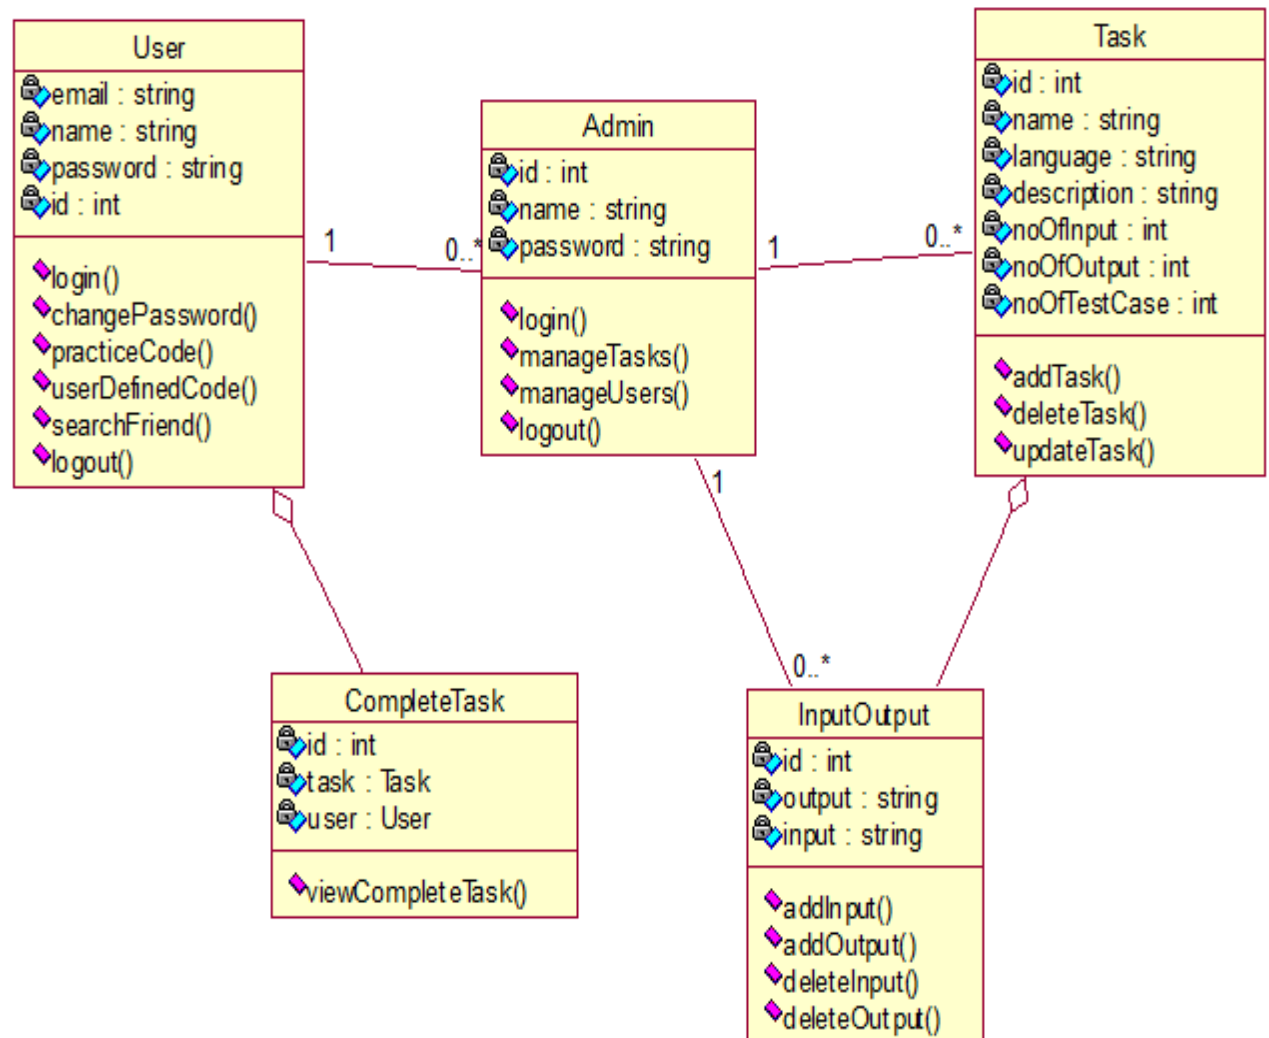 User
email : string
name : string
password : string
id : int
login()
changePassword()
practiceCode()
userDefinedCode()
searchFriend()
logout()
1
0..*
Admin
id : int
name : string
password : string
login()
manageTasks()
manageUsers()
logout()
1
0..*
Task
id : int
name : string
language : string
description : string
noOfInput : int
noOfOutput : int
noOfTestCase : int
addTask()
deleteTask()
updateTask()
1
0..*
CompleteTask
id : int
task : Task
user : User
viewCompleteTask()
InputOutput
id : int
output : string
input : string
addInput()
addOutput()
deleteInput()
deleteOutput()